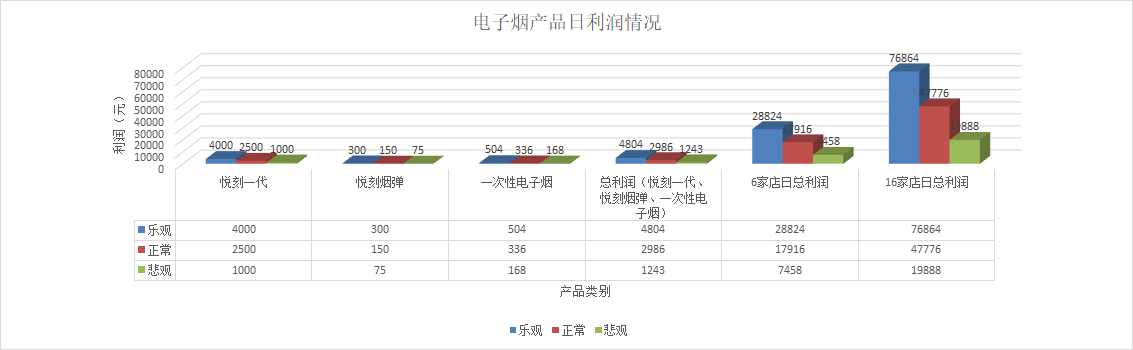 电子烟产品日利润情况
利润（元）
80000
70000
60000
50000
40000
30000
20000
10000
0
4000 2500 1000
300 150 75
504 336 168
4804 2986 1243
28824 17916 7458
76864 47776 19888
悦刻一代 悦刻烟弹 一次性电子烟 总利润（悦刻一代、 6家店日总利润 16家店日总利润
悦刻烟弹、一次性电
子烟）
乐观 4000 300 504 4804 28824 76864
正常 2500 150 336 2986 17916 47776
悲观 1000 75 168 1243 7458 19888
产品类别
乐观 正常 悲观